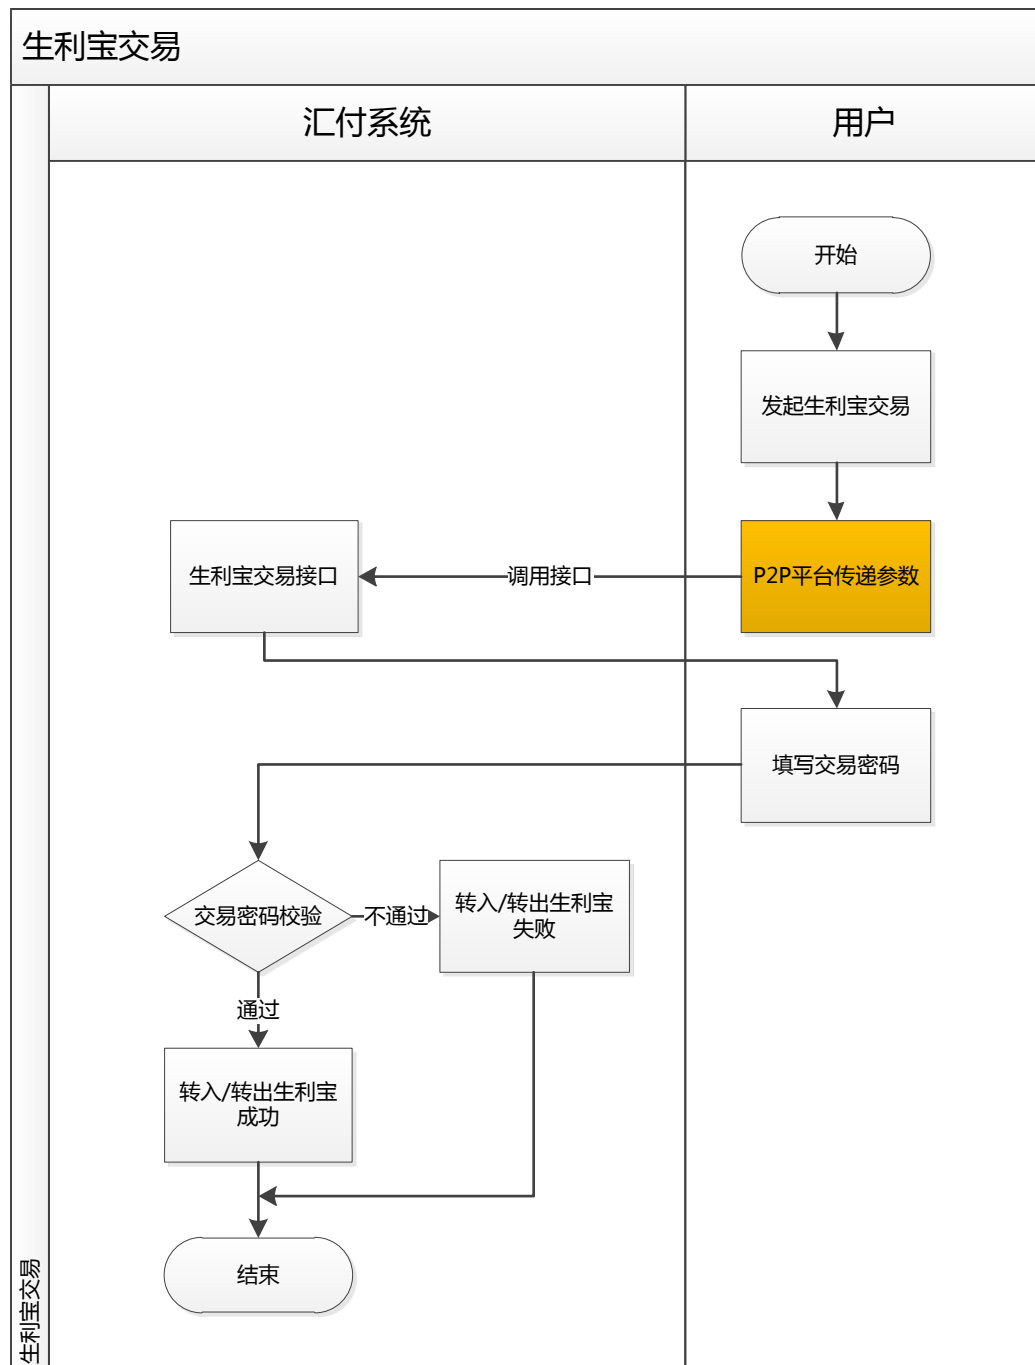 生利宝交易
汇付系统
用户
开始
发起生利宝交易
P2P平台传递参数
调用接口
生利宝交易接口
填写交易密码
交易密码校验
不通过
转入/转出生利宝
失败
通过
转入/转出生利宝
成功
结束
生利宝交易